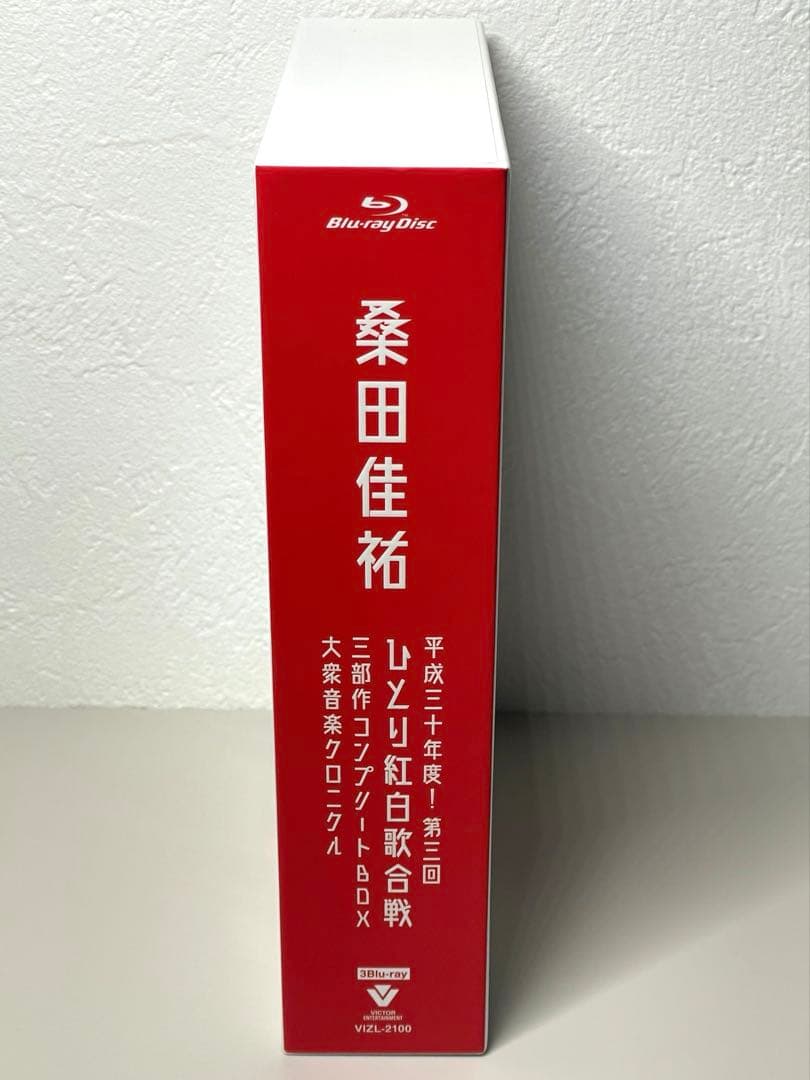 Blu-ray Disc
桑田佳祐
平成三十年度！第三回
ひとり紅白歌合戦
三部作コンプリートBOX
大衆音楽クロニクル
3Blu-ray
VICTOR
ENTERTAINMENT
VIZL-2100